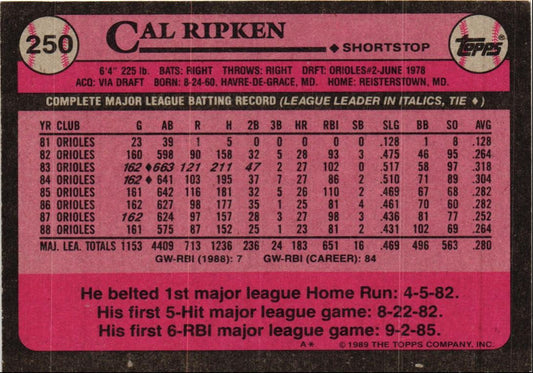 250 CAL RIPKEN
♦ SHORTSTOP Topps®
6'4" 225 lb. BATS: RIGHT THROWS: RIGHT DRFT: ORIOLES#2-JUNE 1978
ACQ: VIA DRAFT BORN: 8-24-60, HAVRE-DE-GRACE, MD. HOME: REISTERSTOWN, MD.
COMPLETE MAJOR LEAGUE BATTING RECORD (LEAGUE LEADER IN ITALICS, TIE ♦)
YR CLUB G AB R H 2B 3B HR RBI SB SLG BB SO AVG
81 ORIOLES 23 39 1 5 0 0 0 0 0 .128 1 8 .128
82 ORIOLES 160 598 90 158 32 5 28 93 3 .475 46 95 .264
83 ORIOLES 162 ♦663 121 211 47 2 27 102 0 .517 58 97 .318
84 ORIOLES 162 ♦641 103 195 37 7 27 86 2 .510 71 89 .304
85 ORIOLES 161 642 116 181 32 5 26 110 2 .469 67 68 .282
86 ORIOLES 162 627 98 177 35 1 25 81 4 .461 70 60 .282
87 ORIOLES 162 624 97 157 28 3 27 98 3 .436 81 77 .252
88 ORIOLES 161 575 87 152 25 1 23 81 2 .431 102 69 .264
MAJ. LEA. TOTALS 1153 4409 713 1236 236 24 183 651 16 .469 496 563 .280
GW-RBI (1988): 7 GW-RBI (CAREER): 84
He belted 1st major league Home Run: 4-5-82.
His first 5-Hit major league game: 8-22-82.
His first 6-RBI major league game: 9-2-85.
A* © 1989 THE TOPPS COMPANY, INC.